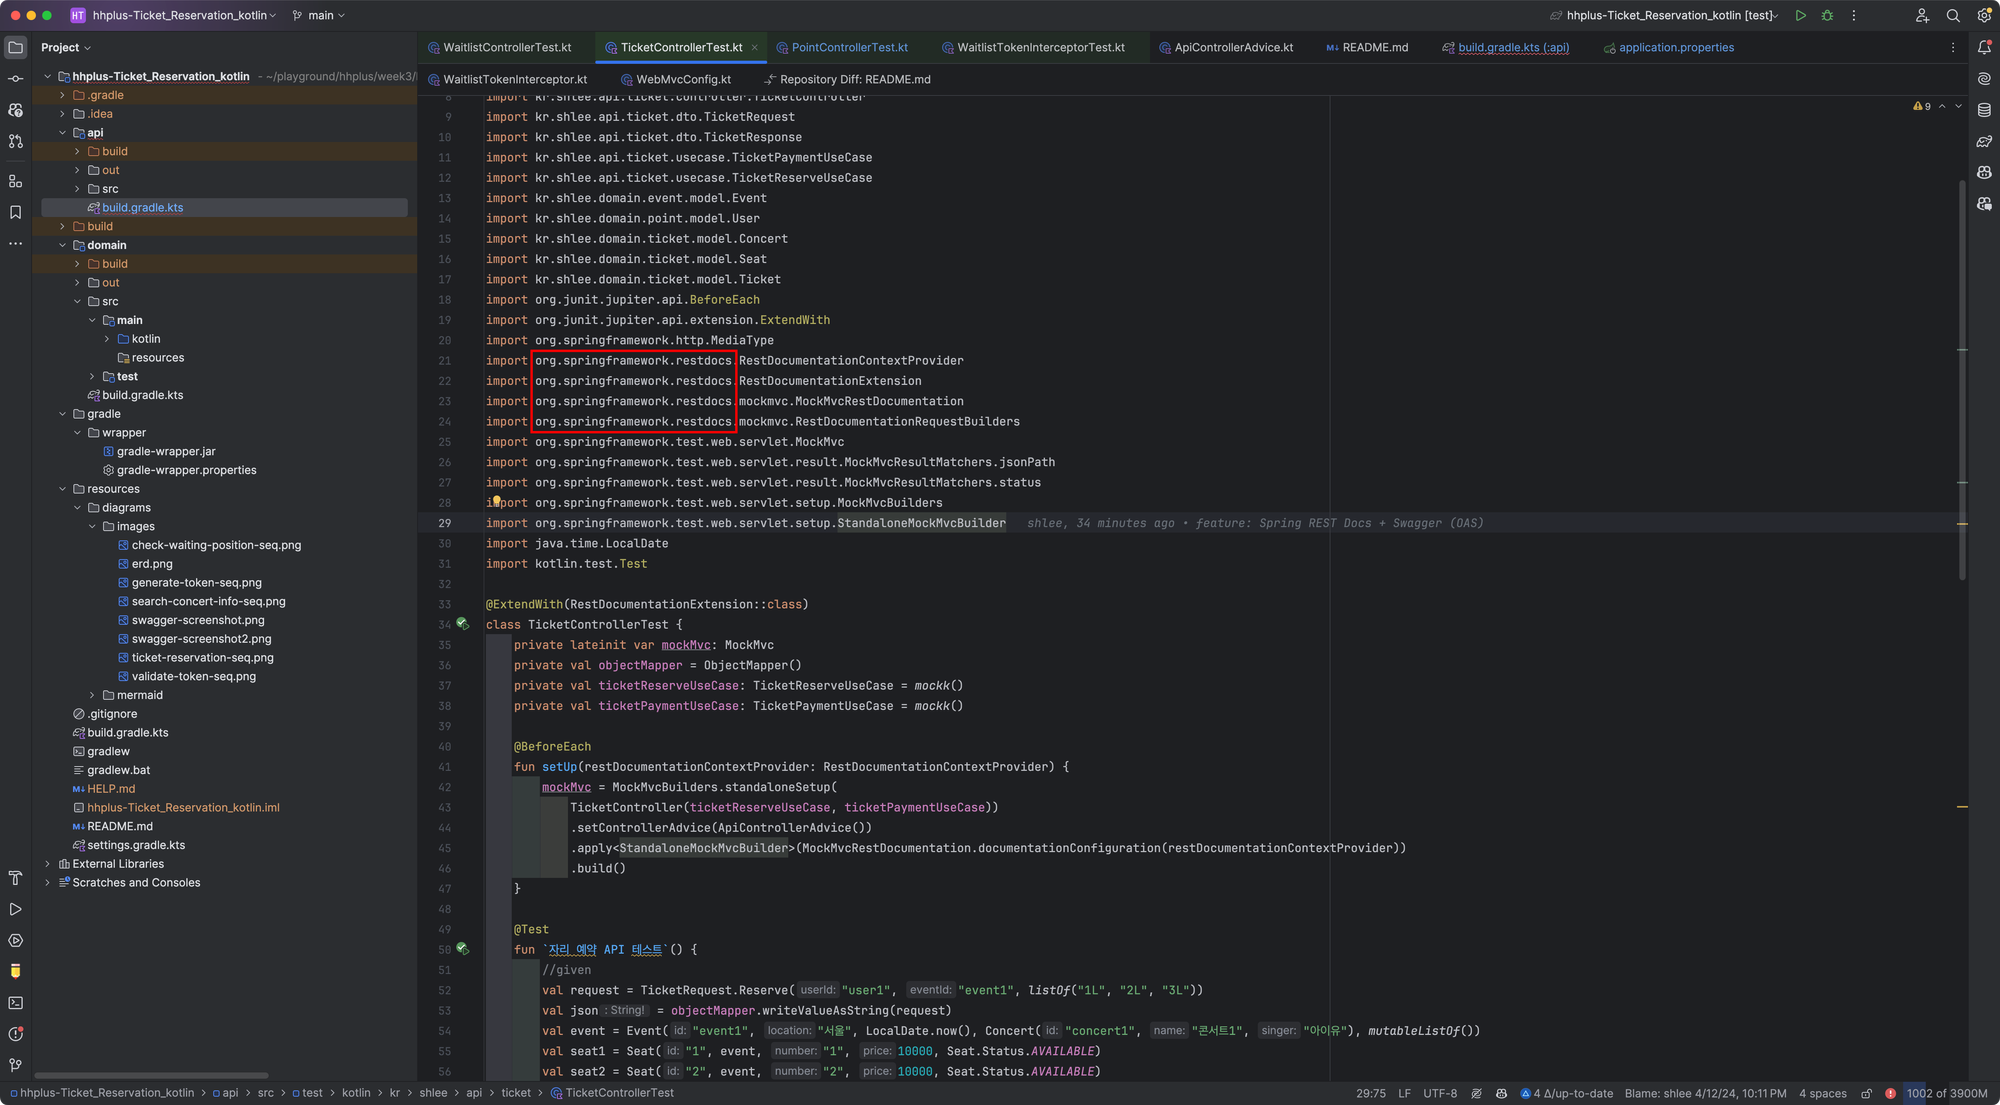 HT hhplus-Ticket_Reservation_kotlin main hhplus-Ticket_Reservation_kotlin [test]
Project
WaitlistControllerTest.kt TicketControllerTest.kt PointControllerTest.kt WaitlistTokenInterceptorTest.kt ApiControllerAdvice.kt M↓ README.md build.gradle.kts (:api) application.properties
WaitlistTokenInterceptor.kt WebMvcConfig.kt Repository Diff: README.md
hhplus-Ticket_Reservation_kotlin ~/playground/hhplus/week3/
.gradle
.idea
api
build
out
src
build.gradle.kts
build
domain
build
out
src
main
kotlin
resources
test
build.gradle.kts
gradle
wrapper
gradle-wrapper.jar
gradle-wrapper.properties
resources
diagrams
images
check-waiting-position-seq.png
erd.png
generate-token-seq.png
search-concert-info-seq.png
swagger-screenshot.png
swagger-screenshot2.png
ticket-reservation-seq.png
validate-token-seq.png
mermaid
.gitignore
build.gradle.kts
gradlew
gradlew.bat
M↓ HELP.md
hhplus-Ticket_Reservation_kotlin.iml
M↓ README.md
settings.gradle.kts
External Libraries
Scratches and Consoles
9
8 import kr.shlee.api.ticket.controller.TicketController
9 import kr.shlee.api.ticket.dto.TicketRequest
10 import kr.shlee.api.ticket.dto.TicketResponse
11 import kr.shlee.api.ticket.usecase.TicketPaymentUseCase
12 import kr.shlee.api.ticket.usecase.TicketReserveUseCase
13 import kr.shlee.domain.event.model.Event
14 import kr.shlee.domain.point.model.User
15 import kr.shlee.domain.ticket.model.Concert
16 import kr.shlee.domain.ticket.model.Seat
17 import kr.shlee.domain.ticket.model.Ticket
18 import org.junit.jupiter.api.BeforeEach
19 import org.junit.jupiter.api.extension.ExtendWith
20 import org.springframework.http.MediaType
21 import org.springframework.restdocs.RestDocumentationContextProvider
22 import org.springframework.restdocs.RestDocumentationExtension
23 import org.springframework.restdocs.mockmvc.MockMvcRestDocumentation
24 import org.springframework.restdocs.mockmvc.RestDocumentationRequestBuilders
25 import org.springframework.test.web.servlet.MockMvc
26 import org.springframework.test.web.servlet.result.MockMvcResultMatchers.jsonPath
27 import org.springframework.test.web.servlet.result.MockMvcResultMatchers.status
28 import org.springframework.test.web.servlet.setup.MockMvcBuilders
29 import org.springframework.test.web.servlet.setup.StandaloneMockMvcBuilder shlee, 34 minutes ago • feature: Spring REST Docs + Swagger (OAS)
30 import java.time.LocalDate
31 import kotlin.test.Test
32
33 @ExtendWith(RestDocumentationExtension::class)
34 class TicketControllerTest {
35 private lateinit var mockMvc: MockMvc
36 private val objectMapper = ObjectMapper()
37 private val ticketReserveUseCase: TicketReserveUseCase = mockk()
38 private val ticketPaymentUseCase: TicketPaymentUseCase = mockk()
39
40 @BeforeEach
41 fun setUp(restDocumentationContextProvider: RestDocumentationContextProvider) {
42 mockMvc = MockMvcBuilders.standaloneSetup(
43 TicketController(ticketReserveUseCase, ticketPaymentUseCase))
44 .setControllerAdvice(ApiControllerAdvice())
45 .apply<StandaloneMockMvcBuilder>(MockMvcRestDocumentation.documentationConfiguration(restDocumentationContextProvider))
46 .build()
47 }
48
49 @Test
50 fun `자리 예약 API 테스트`() {
51 //given
52 val request = TicketRequest.Reserve( userId: "user1", eventId: "event1", listOf("1L", "2L", "3L"))
53 val json : String! = objectMapper.writeValueAsString(request)
54 val event = Event( id: "event1", location: "서울", LocalDate.now(), Concert( id: "concert1", name: "콘서트1", singer: "아이유"), mutableListOf())
55 val seat1 = Seat( id: "1", event, number: "1", price: 10000, Seat.Status.AVAILABLE)
56 val seat2 = Seat( id: "2", event, number: "2", price: 10000, Seat.Status.AVAILABLE)
hhplus-Ticket_Reservation_kotlin > api > src > test > kotlin > kr > shlee > api > ticket > TicketControllerTest 29:75 LF UTF-8 4 Δ/up-to-date Blame: shlee 4/12/24, 10:11 PM 4 spaces 1002 of 3900M